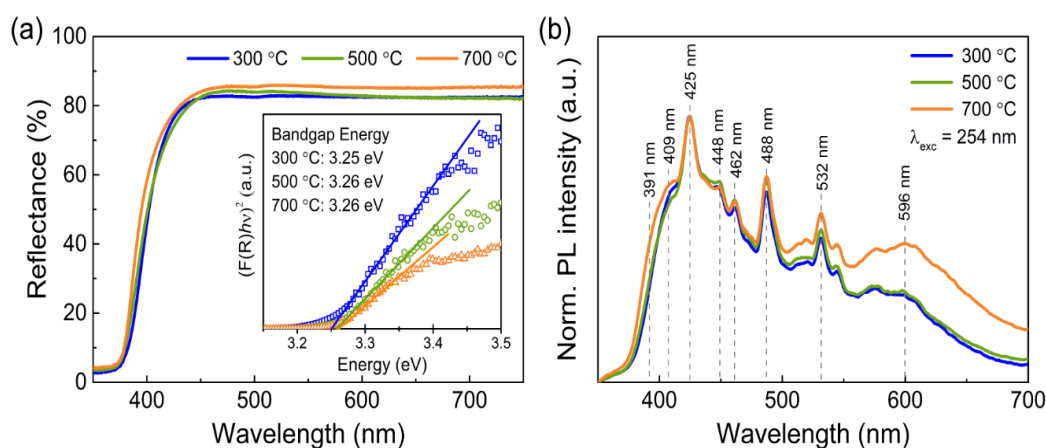 (a)
Reflectance (%)
100
80
60
40
20
0
300 °C
500 °C
700 °C
400
500
600
700
Wavelength (nm)
(F(R)hν)² (a.u.)
Bandgap Energy
300 °C: 3.25 eV
500 °C: 3.26 eV
700 °C: 3.26 eV
3.2
3.3
3.4
3.5
Energy (eV)
(b)
Norm. PL intensity (a.u.)
391 nm
409 nm
425 nm
448 nm
462 nm
488 nm
532 nm
596 nm
300 °C
500 °C
700 °C
λexc = 254 nm
400
500
600
700
Wavelength (nm)